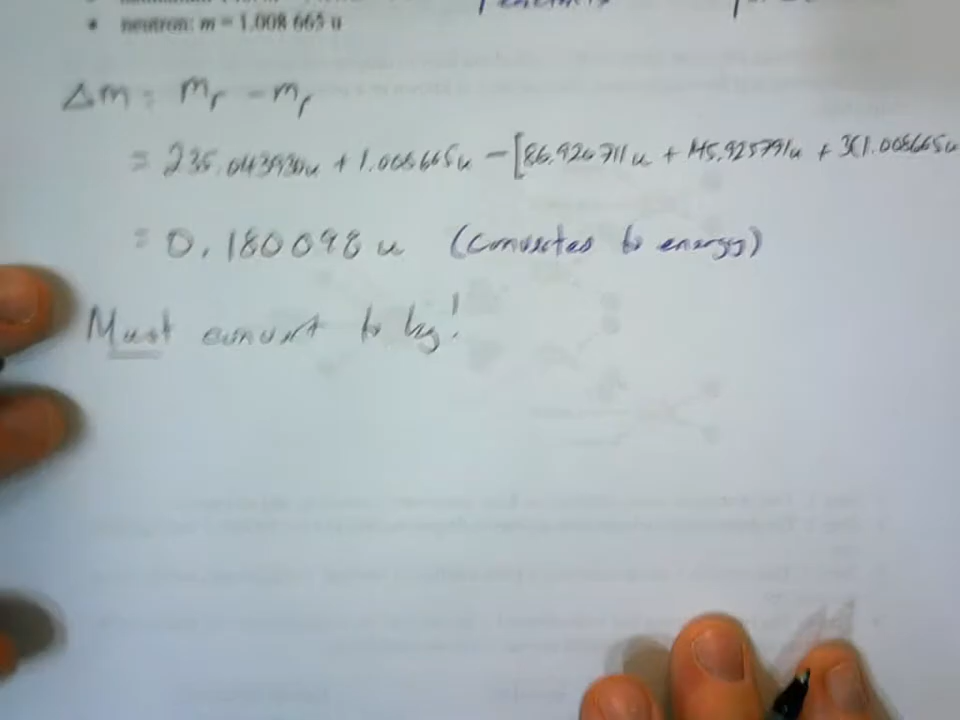 • neutron: m = 1.008 665 u
Δm = mr - mp
= 235.043930u + 1.008665u - [86.920711u + 145.925791u + 3(1.008665u
= 0.180098 u (converted to energy)
Must convert to kg!